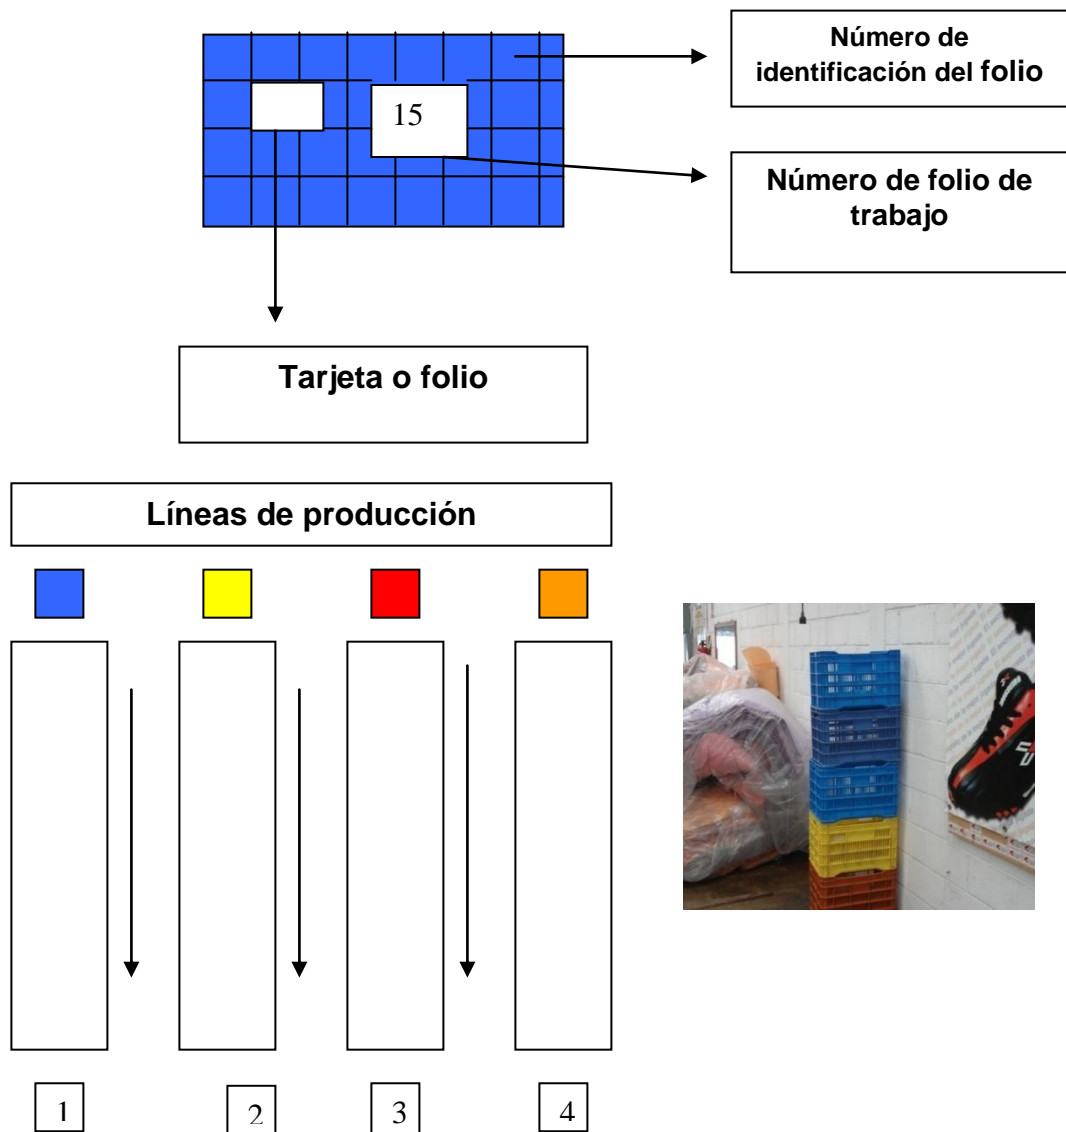 Número de
identificación del folio
15
Número de folio de
trabajo
Tarjeta o folio
Líneas de producción
1
2
3
4